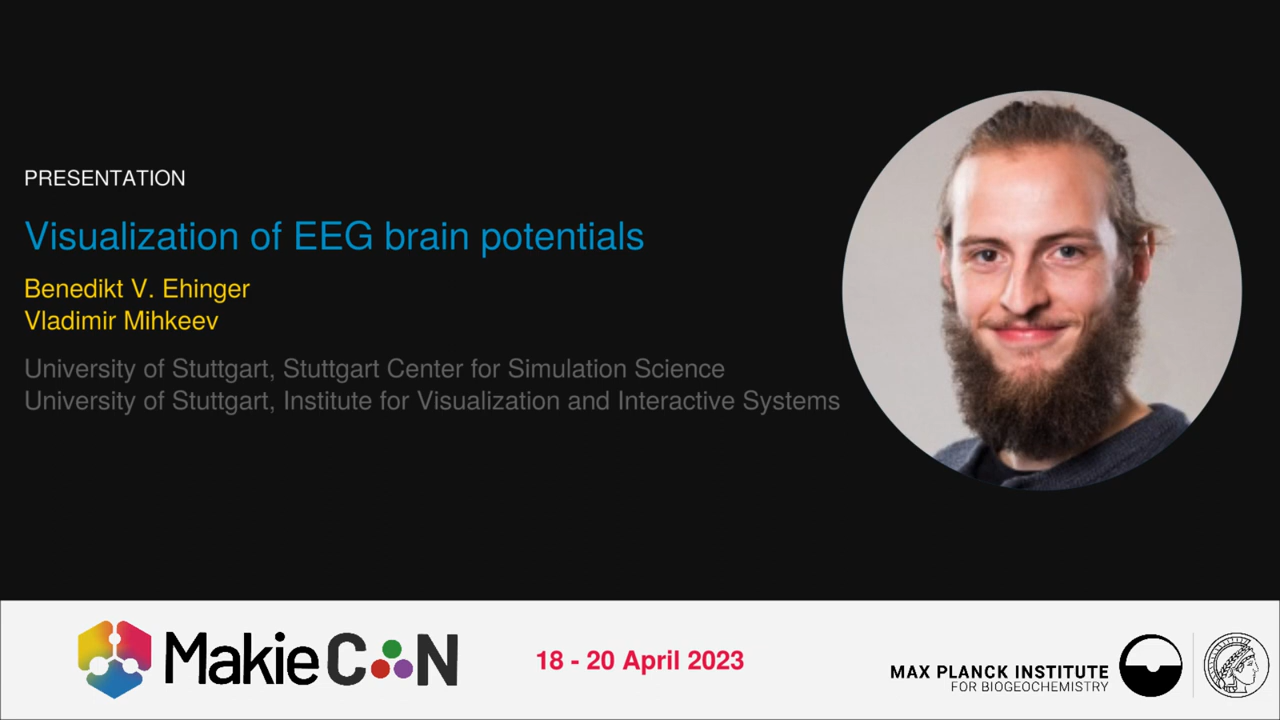 PRESENTATION
Visualization of EEG brain potentials
Benedikt V. Ehinger
Vladimir Mihkeev
University of Stuttgart, Stuttgart Center for Simulation Science
University of Stuttgart, Institute for Visualization and Interactive Systems
MakieCON
18 - 20 April 2023
MAX PLANCK INSTITUTE
FOR BIOGEOCHEMISTRY